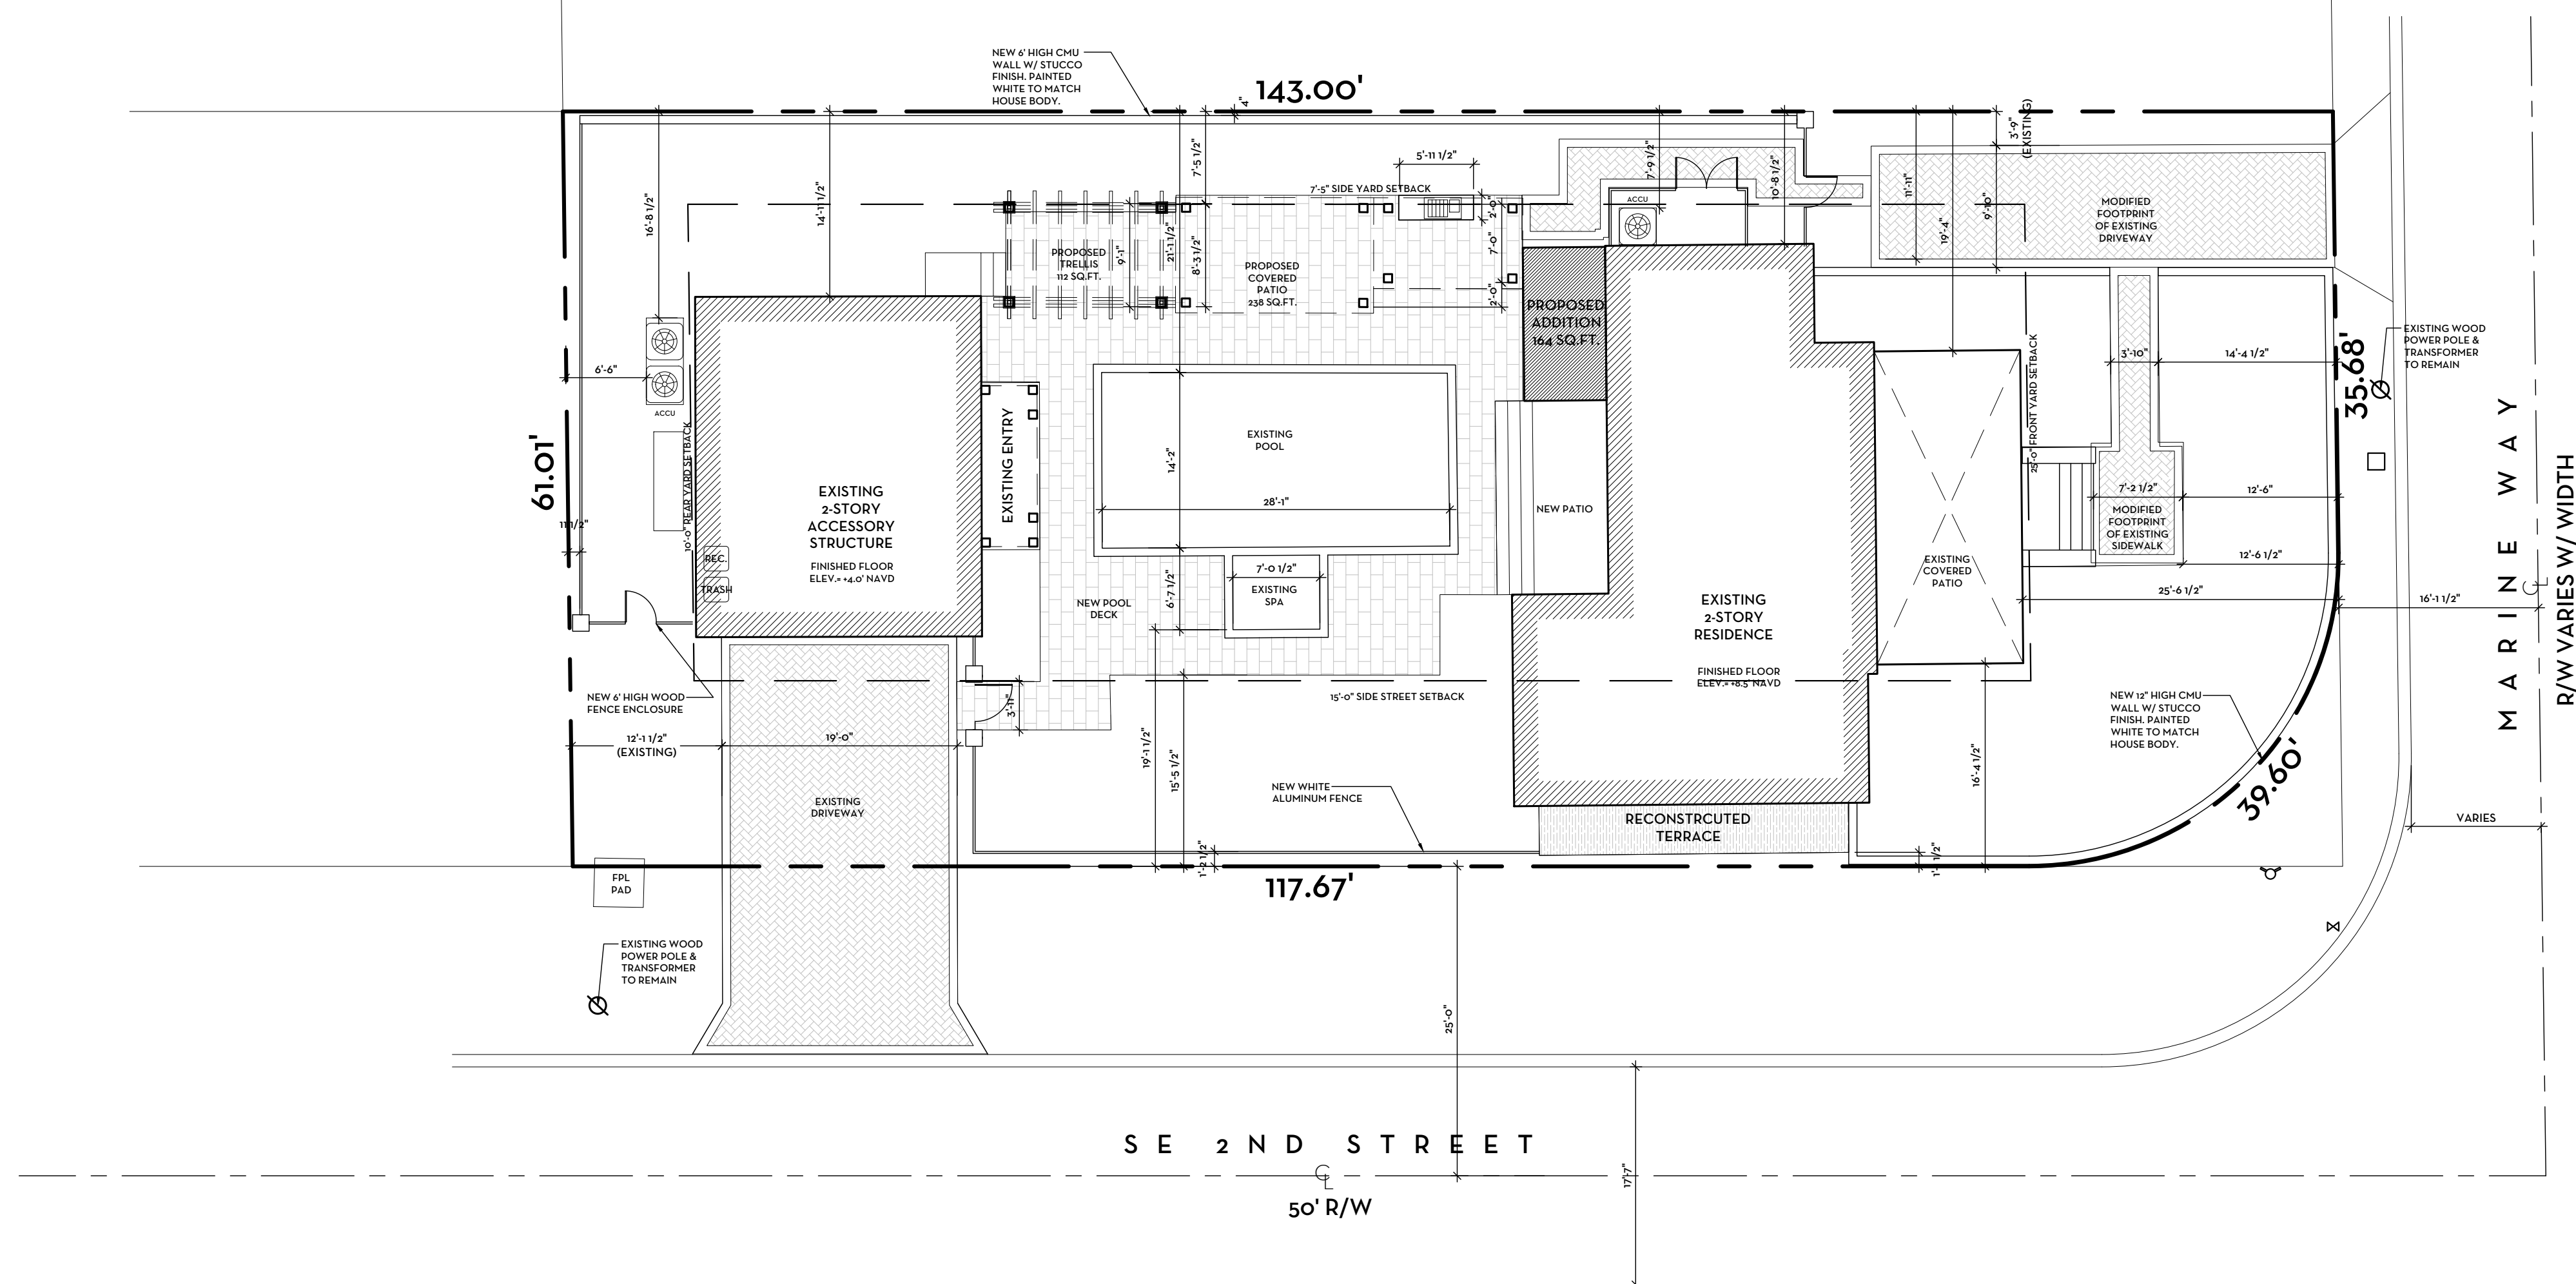 NEW 6' HIGH CMU
WALL W/ STUCCO
FINISH. PAINTED
WHITE TO MATCH
HOUSE BODY.
143.00'
4"
3'-9"
(EXISTING)
5'-11 1/2"
7'-5 1/2"
7'-9 1/2"
10'-8 1/2"
11'-11"
19'-4"
9'-10"
16'-8 1/2"
14'-11 1/2"
7'-5" SIDE YARD SETBACK
ACCU
2'-0"
7'-0"
2'-0"
MODIFIED
FOOTPRINT
OF EXISTING
DRIVEWAY
PROPOSED
TRELLIS
112 SQ.FT.
9'-1"
21'-1 1/2"
8'-3 1/2"
PROPOSED
COVERED
PATIO
238 SQ.FT.
PROPOSED
ADDITION
164 SQ.FT.
EXISTING WOOD
POWER POLE &
TRANSFORMER
TO REMAIN
35.68'
3'-10"
14'-4 1/2"
25'-0" FRONT YARD SETBACK
6'-6"
ACCU
61.01'
11 1/2"
10'-0" REAR YARD SETBACK
EXISTING
2-STORY
ACCESSORY
STRUCTURE
FINISHED FLOOR
ELEV.= +4.0' NAVD
REC.
TRASH
EXISTING ENTRY
EXISTING
POOL
14'-2"
28'-1"
NEW PATIO
7'-0 1/2"
EXISTING
SPA
6'-7 1/2"
NEW POOL
DECK
EXISTING
2-STORY
RESIDENCE
FINISHED FLOOR
ELEV.= +8.5' NAVD
EXISTING
COVERED
PATIO
7'-2 1/2"
12'-6"
MODIFIED
FOOTPRINT
OF EXISTING
SIDEWALK
12'-6 1/2"
25'-6 1/2"
16'-1 1/2"
MARINE WAY
R/W VARIES W/ WIDTH
CL
NEW 6' HIGH WOOD
FENCE ENCLOSURE
12'-1 1/2"
(EXISTING)
19'-0"
3'-11"
15'-0" SIDE STREET SETBACK
19'-1 1/2"
15'-5 1/2"
16'-4 1/2"
NEW 12" HIGH CMU
WALL W/ STUCCO
FINISH. PAINTED
WHITE TO MATCH
HOUSE BODY.
39.60'
EXISTING
DRIVEWAY
NEW WHITE
ALUMINUM FENCE
RECONSTRCUTED
TERRACE
VARIES
1'-2 1/2"
117.67'
FPL
PAD
EXISTING WOOD
POWER POLE &
TRANSFORMER
TO REMAIN
25'-0"
SE 2ND STREET
CL
17'-7"
50' R/W